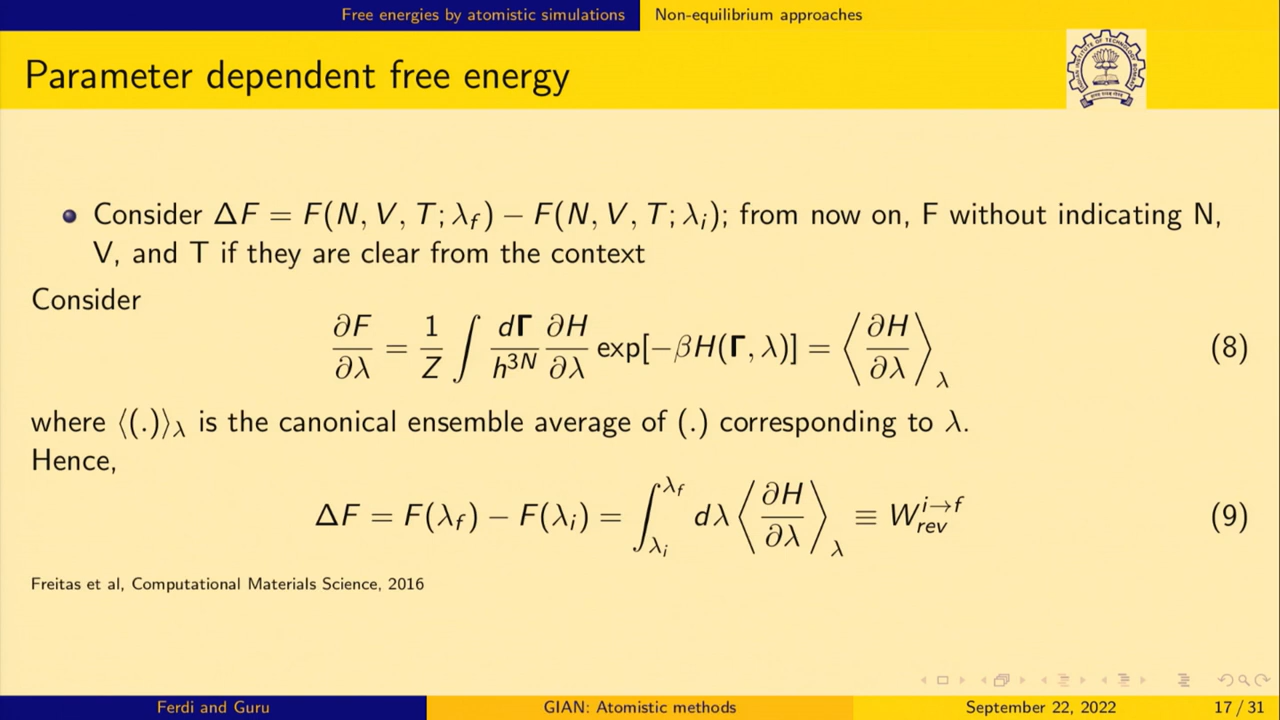 Free energies by atomistic simulations Non-equilibrium approaches
Parameter dependent free energy
Consider ΔF = F(N, V, T; λ_f) − F(N, V, T; λ_i); from now on, F without indicating N,
V, and T if they are clear from the context
Consider
∂F/∂λ = 1/Z ∫ dΓ/h^{3N} ∂H/∂λ exp[−βH(Γ, λ)] = ⟨∂H/∂λ⟩_λ (8)
where ⟨(.)⟩_λ is the canonical ensemble average of (.) corresponding to λ.
Hence,
ΔF = F(λ_f) − F(λ_i) = ∫_{λ_i}^{λ_f} dλ ⟨∂H/∂λ⟩_λ ≡ W_{rev}^{i→f} (9)
Freitas et al, Computational Materials Science, 2016
Ferdi and Guru GIAN: Atomistic methods September 22, 2022 17 / 31